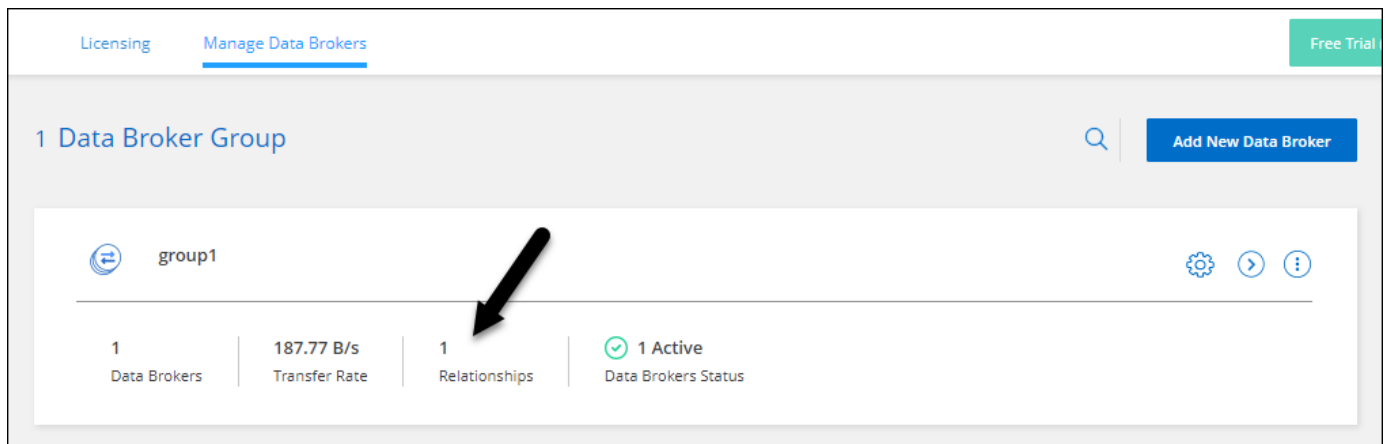 Licensing Manage Data Brokers Free Trial
1 Data Broker Group Add New Data Broker
group1
1 187.77 B/s 1 1 Active
Data Brokers Transfer Rate Relationships Data Brokers Status